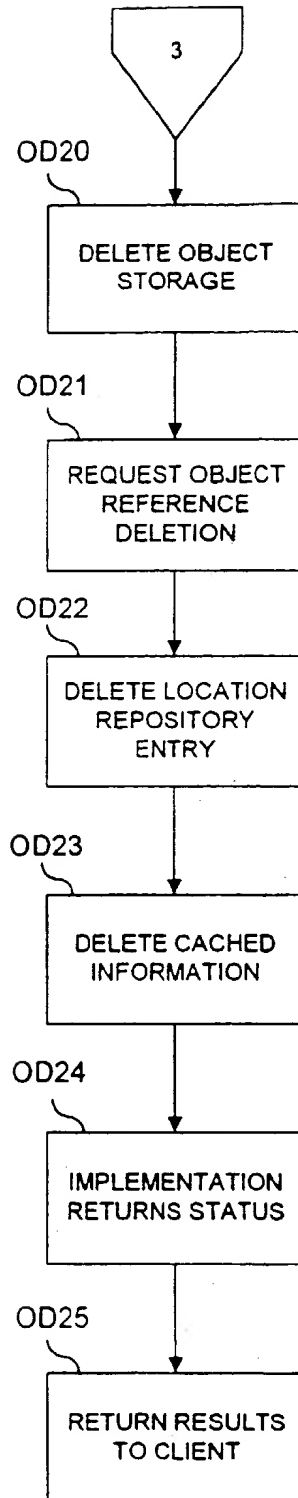 3
OD20
DELETE OBJECT
STORAGE
OD21
REQUEST OBJECT
REFERENCE
DELETION
OD22
DELETE LOCATION
REPOSITORY
ENTRY
OD23
DELETE CACHED
INFORMATION
OD24
IMPLEMENTATION
RETURNS STATUS
OD25
RETURN RESULTS
TO CLIENT